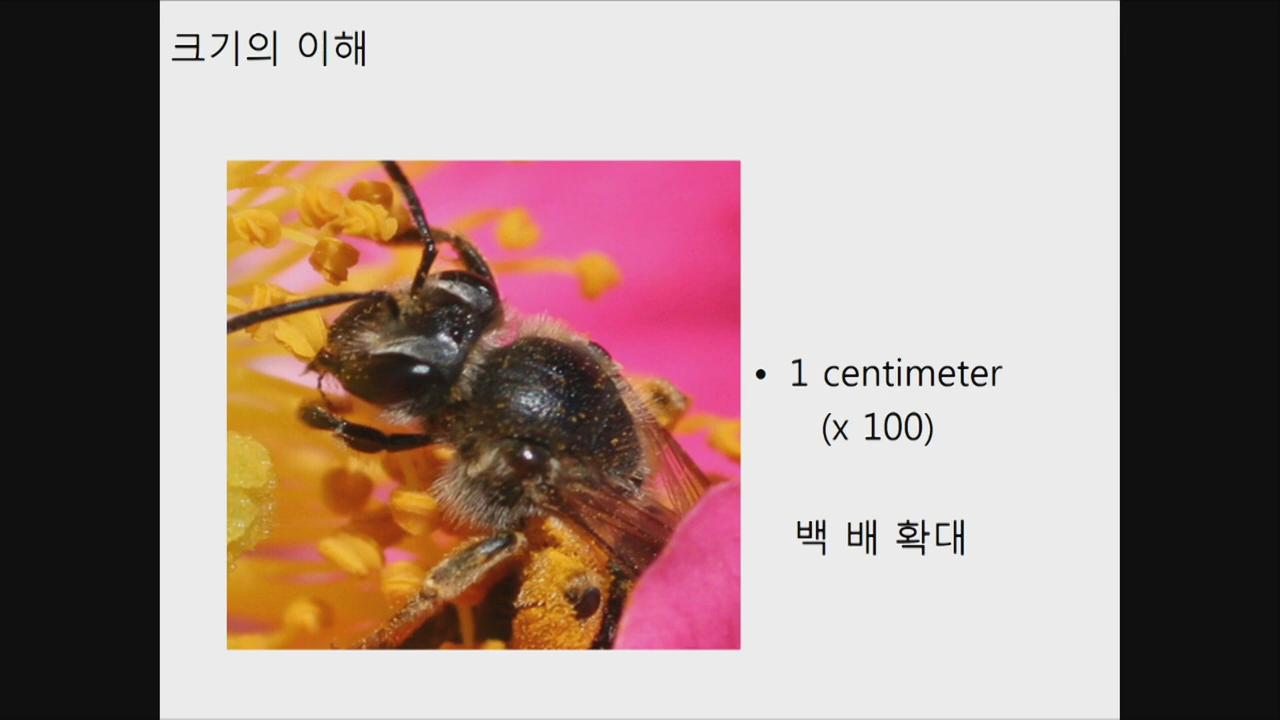 크기의 이해
• 1 centimeter
(x 100)
백 배 확대